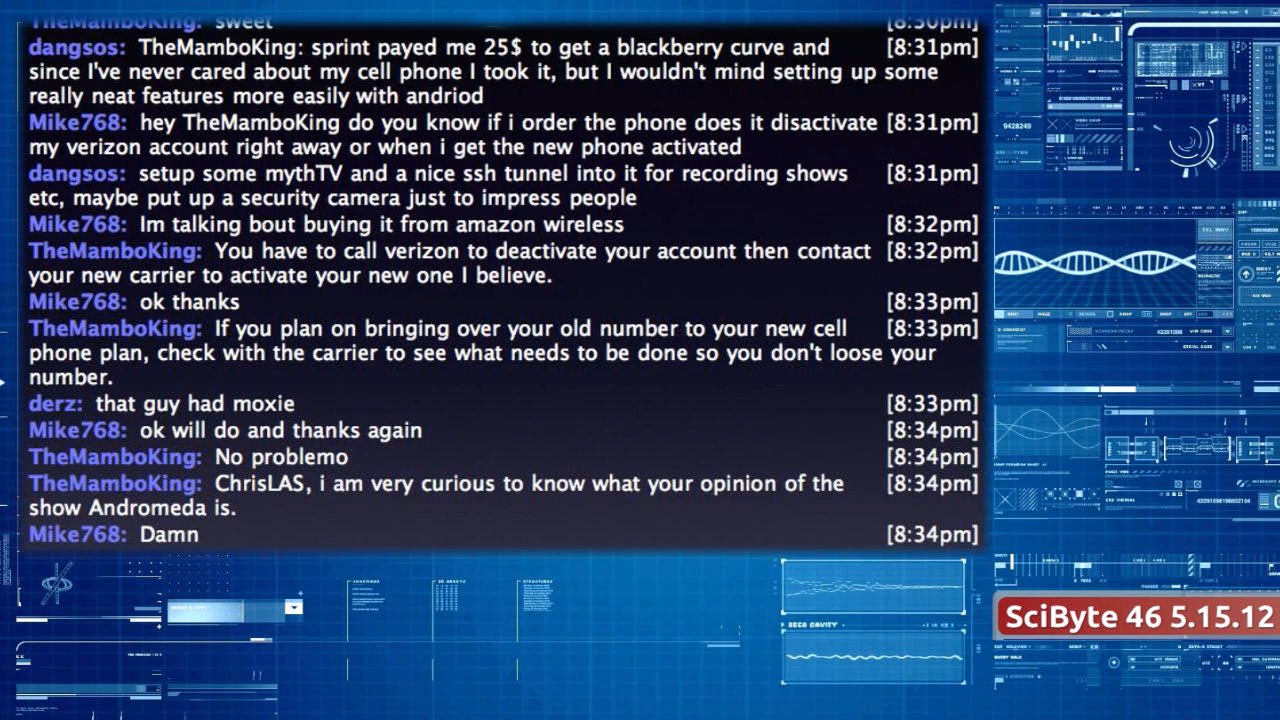 TheMamboKing: sweet [8:30pm]
dangsos: TheMamboKing: sprint payed me 25$ to get a blackberry curve and [8:31pm]
since I've never cared about my cell phone I took it, but I wouldn't mind setting up some
really neat features more easily with andriod
Mike768: hey TheMamboKing do you know if i order the phone does it disactivate [8:31pm]
my verizon account right away or when i get the new phone activated
dangsos: setup some mythTV and a nice ssh tunnel into it for recording shows [8:31pm]
etc, maybe put up a security camera just to impress people
Mike768: Im talking bout buying it from amazon wireless [8:32pm]
TheMamboKing: You have to call verizon to deactivate your account then contact [8:32pm]
your new carrier to activate your new one I believe.
Mike768: ok thanks [8:33pm]
TheMamboKing: If you plan on bringing over your old number to your new cell [8:33pm]
phone plan, check with the carrier to see what needs to be done so you don't loose your
number.
derz: that guy had moxie [8:33pm]
Mike768: ok will do and thanks again [8:34pm]
TheMamboKing: No problemo [8:34pm]
TheMamboKing: ChrisLAS, i am very curious to know what your opinion of the [8:34pm]
show Andromeda is.
Mike768: Damn [8:34pm]
9428249
SciByte 46 5.15.12